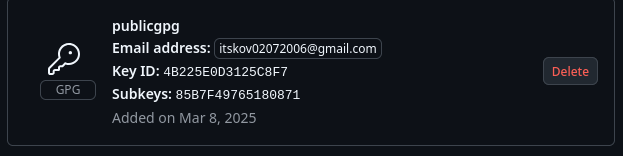 publicgpg
Email address: itskov02072006@gmail.com
Key ID: 4B225E0D3125C8F7
GPG
Subkeys: 85B7F49765180871
Added on Mar 8, 2025
Delete